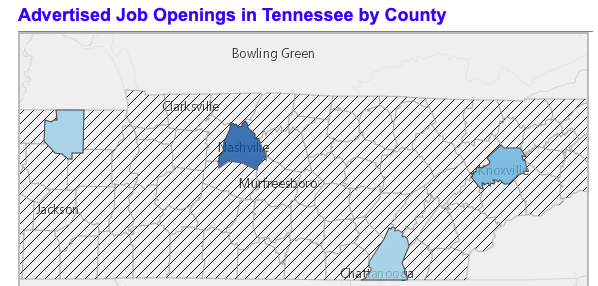 Advertised Job Openings in Tennessee by County
Bowling Green
Clarksville
Nashville
Knoxville
Murfreesboro
Jackson
Chattanooga